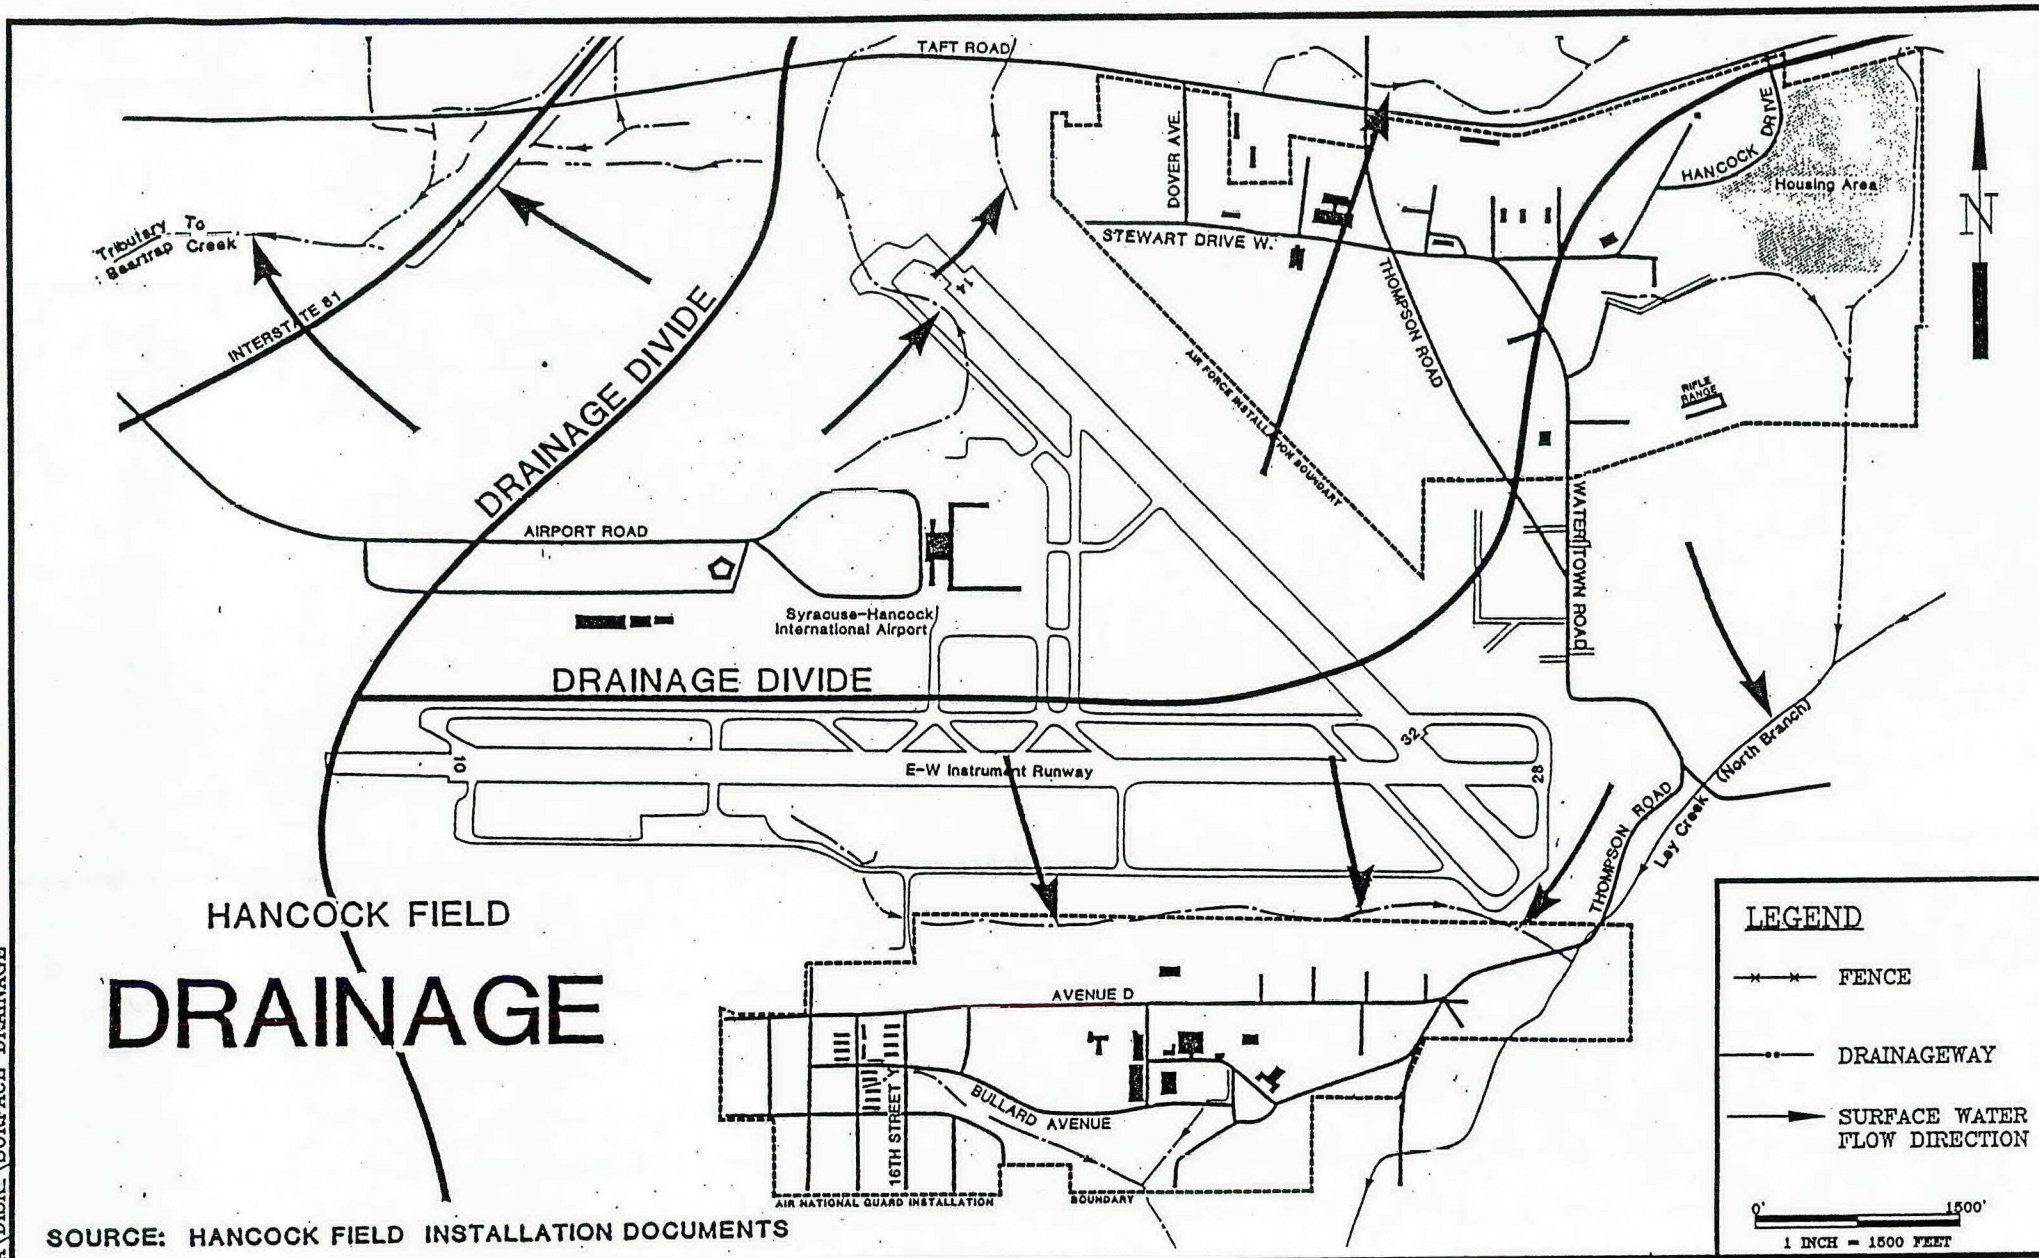 TAFT ROAD
DOVER AVE.
HANCOCK DRIVE
Housing Area
N
Tributary To
Beartrap Creek
STEWART DRIVE W.
INTERSTATE 81
14
THOMPSON ROAD
DRAINAGE DIVIDE
AIR FORCE INSTALLATION BOUNDARY
RIFLE
RANGE
AIRPORT ROAD
WATERTOWN ROAD
Syracuse-Hancock
International Airport
DRAINAGE DIVIDE
(North Branch)
32
10
E-W Instrument Runway
28
THOMPSON ROAD
Ley Creek
HANCOCK FIELD
DRAINAGE
AVENUE D
BULLARD AVENUE
16TH STREET
AIR NATIONAL GUARD INSTALLATION BOUNDARY
LEGEND
FENCE
DRAINAGEWAY
SURFACE WATER
FLOW DIRECTION
0' 1500'
1 INCH = 1500 FEET
SOURCE: HANCOCK FIELD INSTALLATION DOCUMENTS